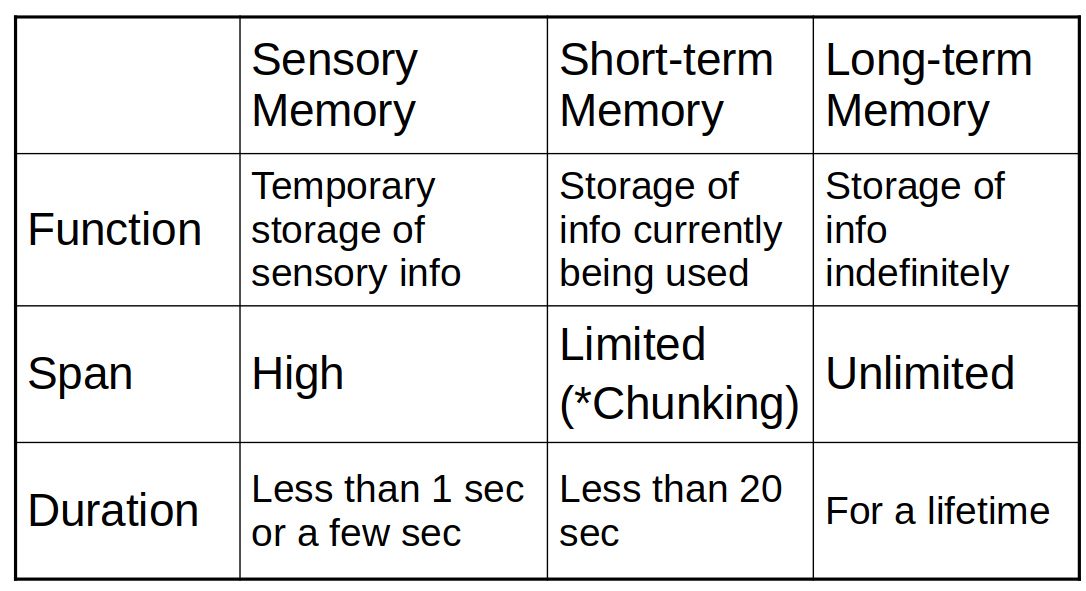 Sensory
Memory
Short-term
Memory
Long-term
Memory
Function
Temporary
storage of
sensory info
Storage of
info currently
being used
Storage of
info
indefinitely
Span
High
Limited
(*Chunking)
Unlimited
Duration
Less than 1 sec
or a few sec
Less than 20
sec
For a lifetime